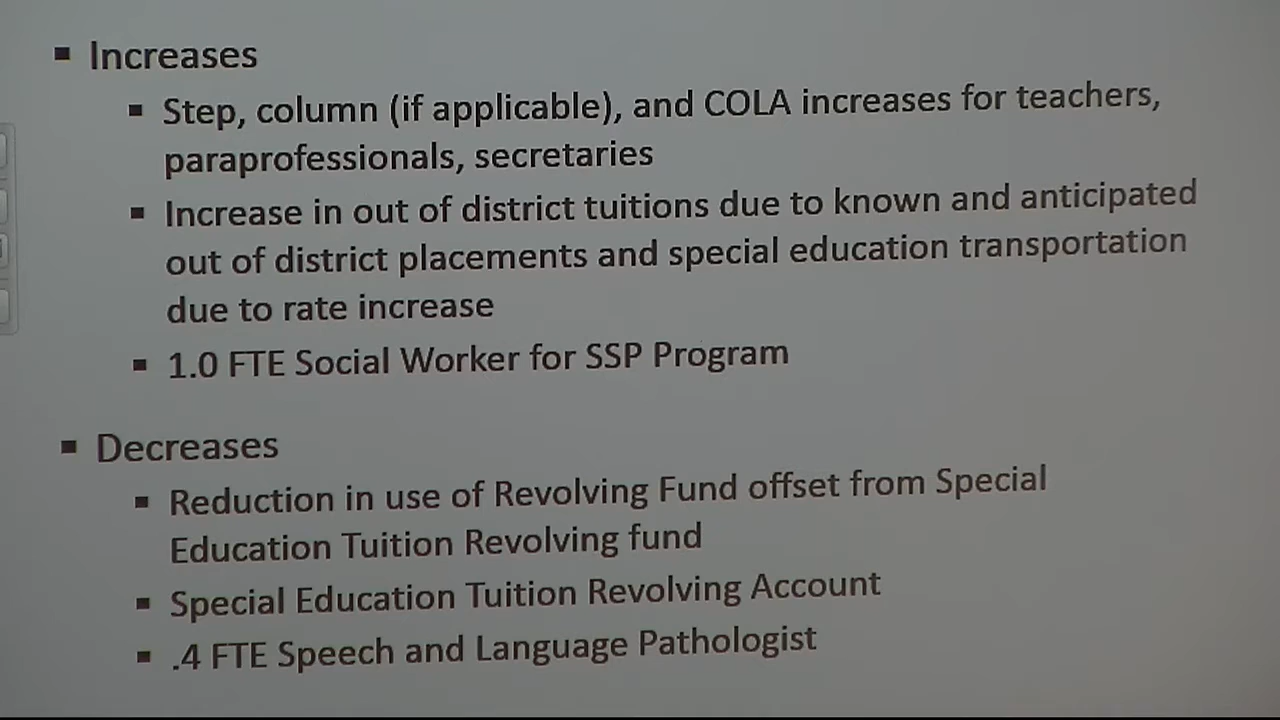 ▪ Increases
▪ Step, column (if applicable), and COLA increases for teachers,
paraprofessionals, secretaries
▪ Increase in out of district tuitions due to known and anticipated
out of district placements and special education transportation
due to rate increase
▪ 1.0 FTE Social Worker for SSP Program
▪ Decreases
▪ Reduction in use of Revolving Fund offset from Special
Education Tuition Revolving fund
▪ Special Education Tuition Revolving Account
▪ .4 FTE Speech and Language Pathologist